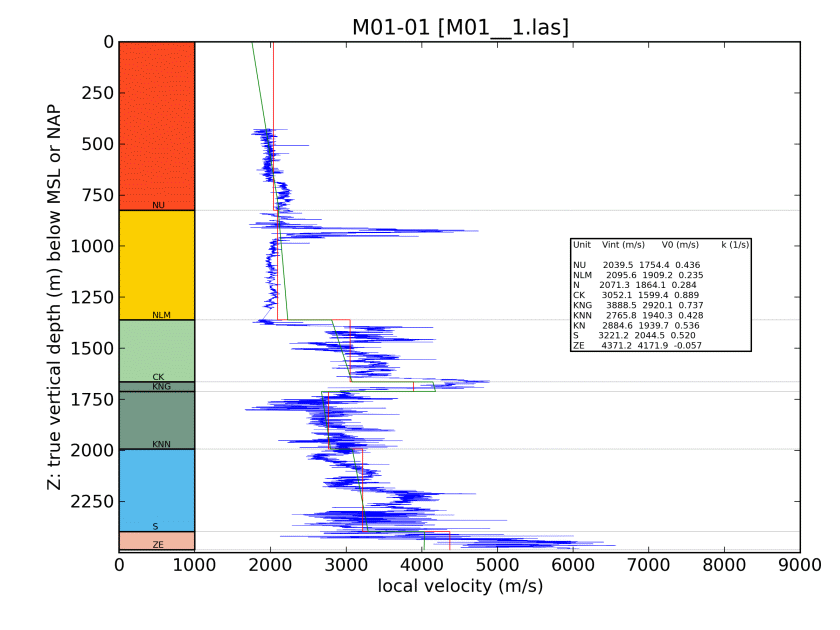 M01-01 [M01__1.las]
0
250
500
750
1000
1250
1500
1750
2000
2250
Z: true vertical depth (m) below MSL or NAP
NU
NLM
CK
KNG
KNN
S
ZE
Unit Vint (m/s) V0 (m/s) k (1/s)
NU 2039.5 1754.4 0.436
NLM 2095.6 1909.2 0.235
N 2071.3 1864.1 0.284
CK 3052.1 1599.4 0.889
KNG 3888.5 2920.1 0.737
KNN 2765.8 1940.3 0.428
KN 2884.6 1939.7 0.536
S 3221.2 2044.5 0.520
ZE 4371.2 4171.9 -0.057
0 1000 2000 3000 4000 5000 6000 7000 8000 9000
local velocity (m/s)